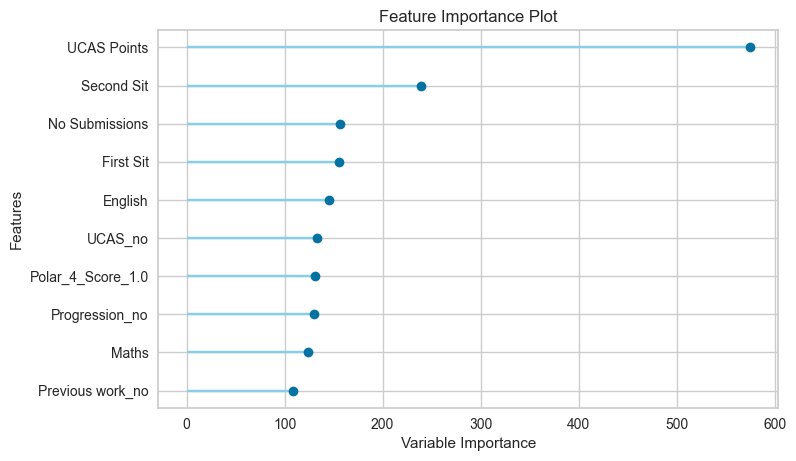 Feature Importance Plot
Features
UCAS Points
Second Sit
No Submissions
First Sit
English
UCAS_no
Polar_4_Score_1.0
Progression_no
Maths
Previous work_no
0 100 200 300 400 500 600
Variable Importance